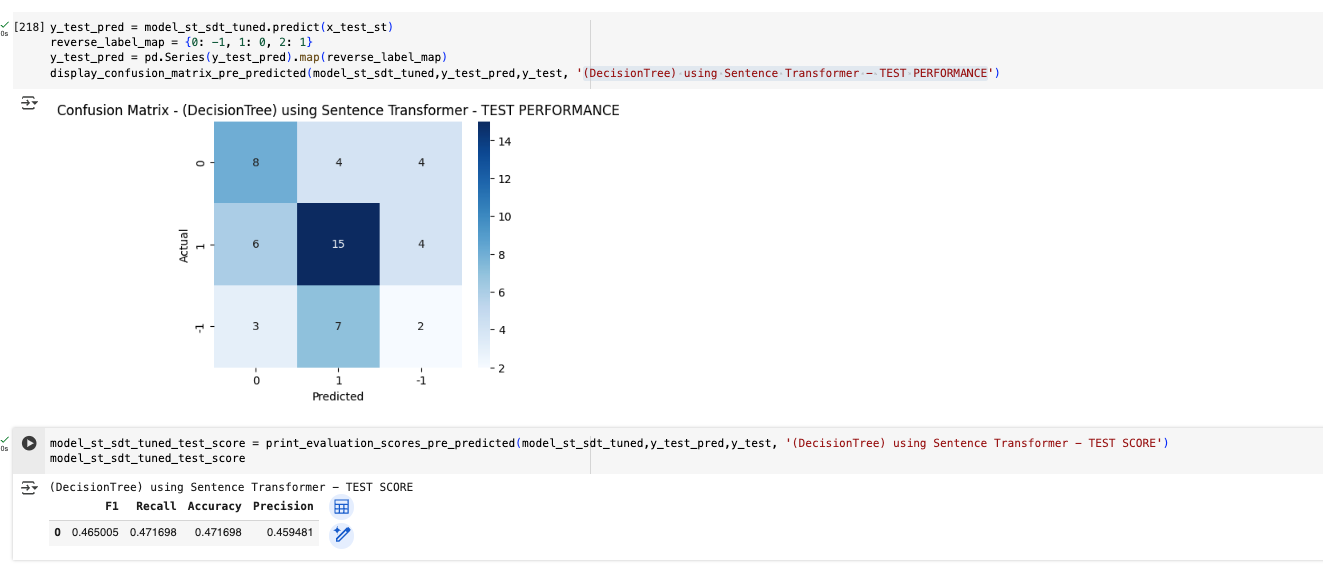 [218] y_test_pred = model_st_sdt_tuned.predict(x_test_st)
0s
reverse_label_map = {0: -1, 1: 0, 2: 1}
y_test_pred = pd.Series(y_test_pred).map(reverse_label_map)
display_confusion_matrix_pre_predicted(model_st_sdt_tuned,y_test_pred,y_test, '(DecisionTree) using Sentence Transformer - TEST PERFORMANCE')
Confusion Matrix - (DecisionTree) using Sentence Transformer - TEST PERFORMANCE
14
0 8 4 4
12
10
Actual 1 6 15 4
8
6
-1 3 7 2
4
2
0 1 -1
Predicted
model_st_sdt_tuned_test_score = print_evaluation_scores_pre_predicted(model_st_sdt_tuned,y_test_pred,y_test, '(DecisionTree) using Sentence Transformer - TEST SCORE')
0s
model_st_sdt_tuned_test_score
(DecisionTree) using Sentence Transformer - TEST SCORE
F1 Recall Accuracy Precision
0 0.465005 0.471698 0.471698 0.459481